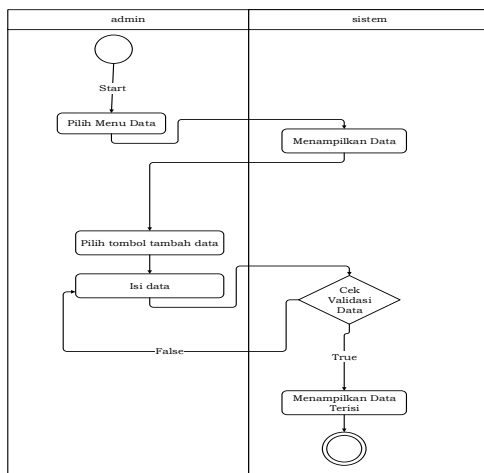 admin
sistem
Start
Pilih Menu Data
Menampilkan Data
Pilih tombol tambah data
Isi data
Cek
Validasi
Data
False
True
Menampilkan Data
Terisi